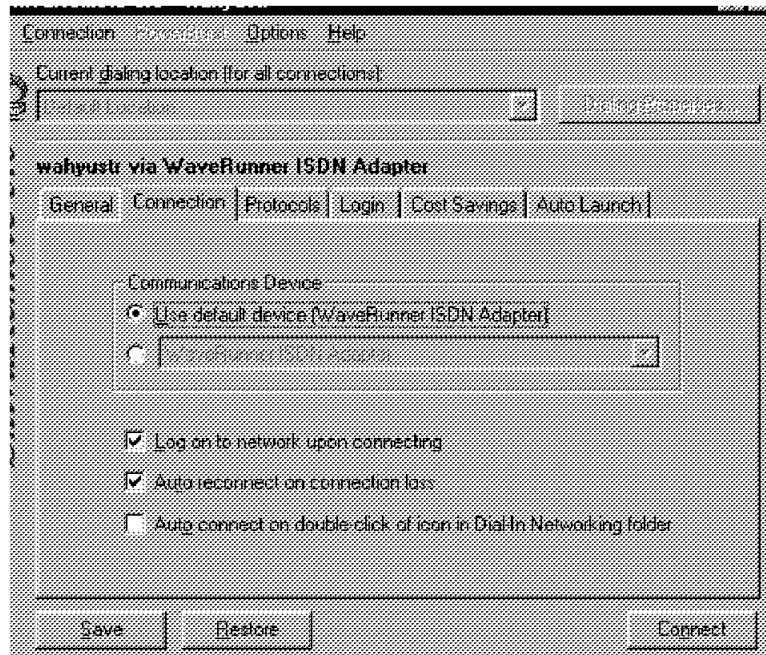 Connection PowerBurst Options Help
Current dialing location (for all connections):
Default Location Dialing Properties...
wahyustr via WaveRunner ISDN Adapter
General Connection Protocols Login Cost Savings Auto Launch
Communications Device
Use default device (WaveRunner ISDN Adapter)
WaveRunner ISDN Adapter
Log on to network upon connecting
Auto reconnect on connection loss
Auto connect on double-click of icon in Dial-In Networking folder
Save Restore Connect